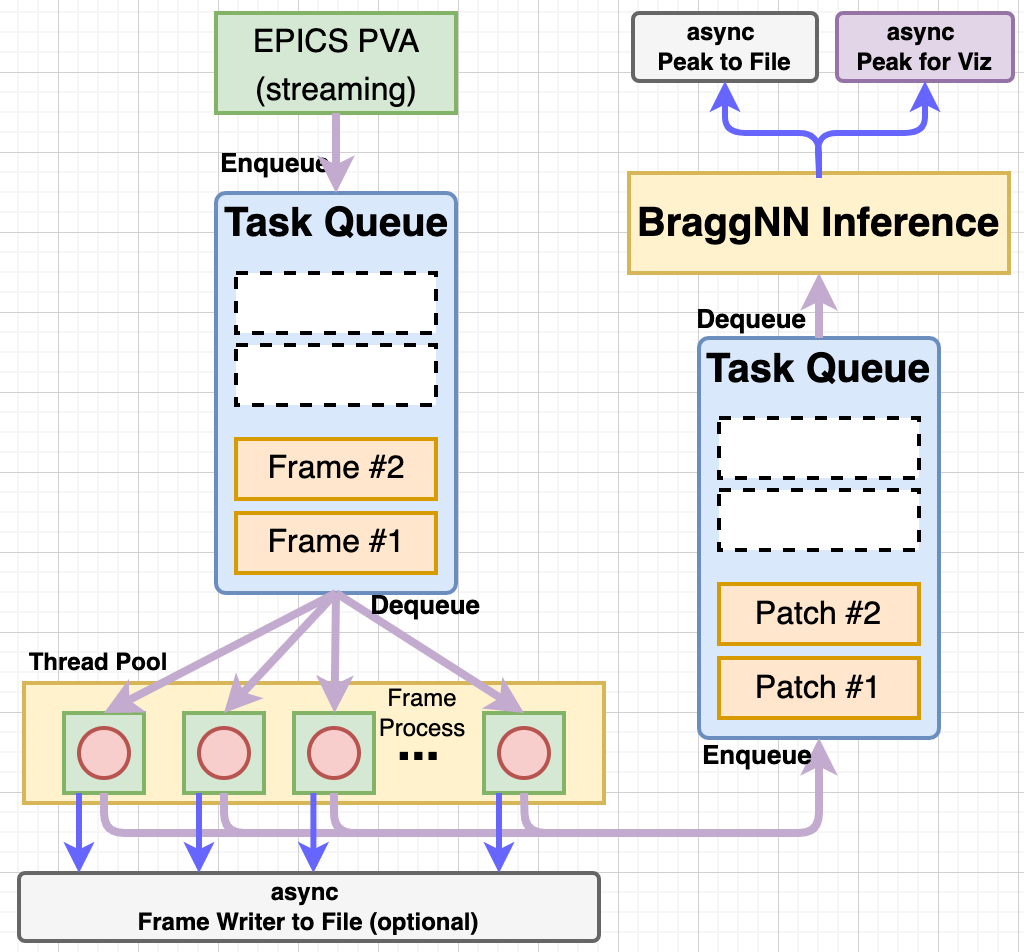 EPICS PVA
(streaming)
Enqueue
Task Queue
Frame #2
Frame #1
Dequeue
Thread Pool
Frame
Process
...
async
Frame Writer to File (optional)
async
Peak to File
async
Peak for Viz
BraggNN Inference
Dequeue
Task Queue
Patch #2
Patch #1
Enqueue